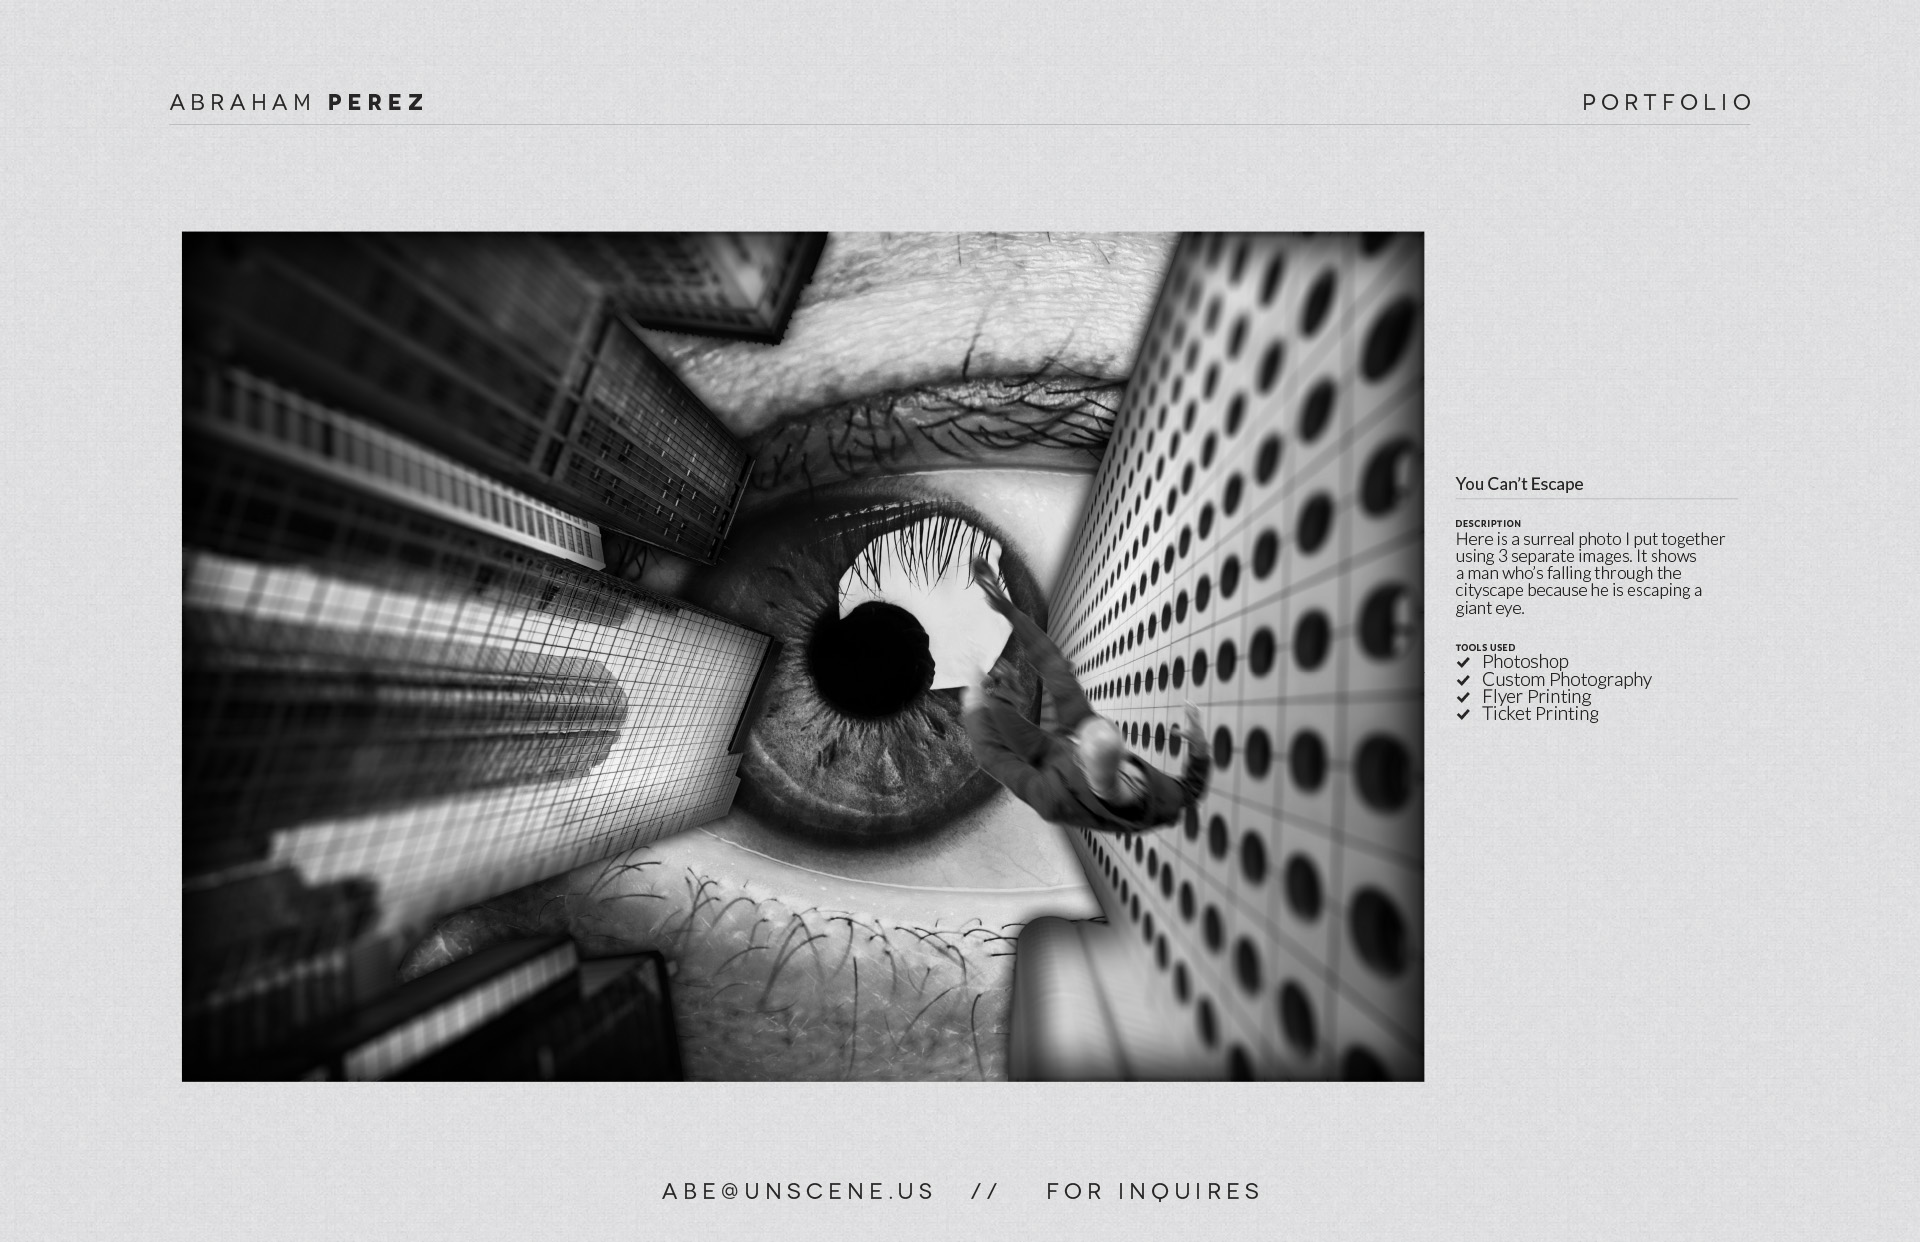 ABRAHAM PEREZ
PORTFOLIO
You Can't Escape
DESCRIPTION
Here is a surreal photo I put together
using 3 separate images. It shows
a man who's falling through the
cityscape because he is escaping a
giant eye.
TOOLS USED
Photoshop
Custom Photography
Flyer Printing
Ticket Printing
ABE@UNSCENE.US // FOR INQUIRES